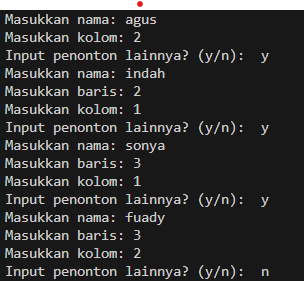 Masukkan nama: agus
Masukkan kolom: 2
Input penonton lainnya? (y/n):  y
Masukkan nama: indah
Masukkan baris: 2
Masukkan kolom: 1
Input penonton lainnya? (y/n):  y
Masukkan nama: sonya
Masukkan baris: 3
Masukkan kolom: 1
Input penonton lainnya? (y/n):  y
Masukkan nama: fuady
Masukkan baris: 3
Masukkan kolom: 2
Input penonton lainnya? (y/n):  n